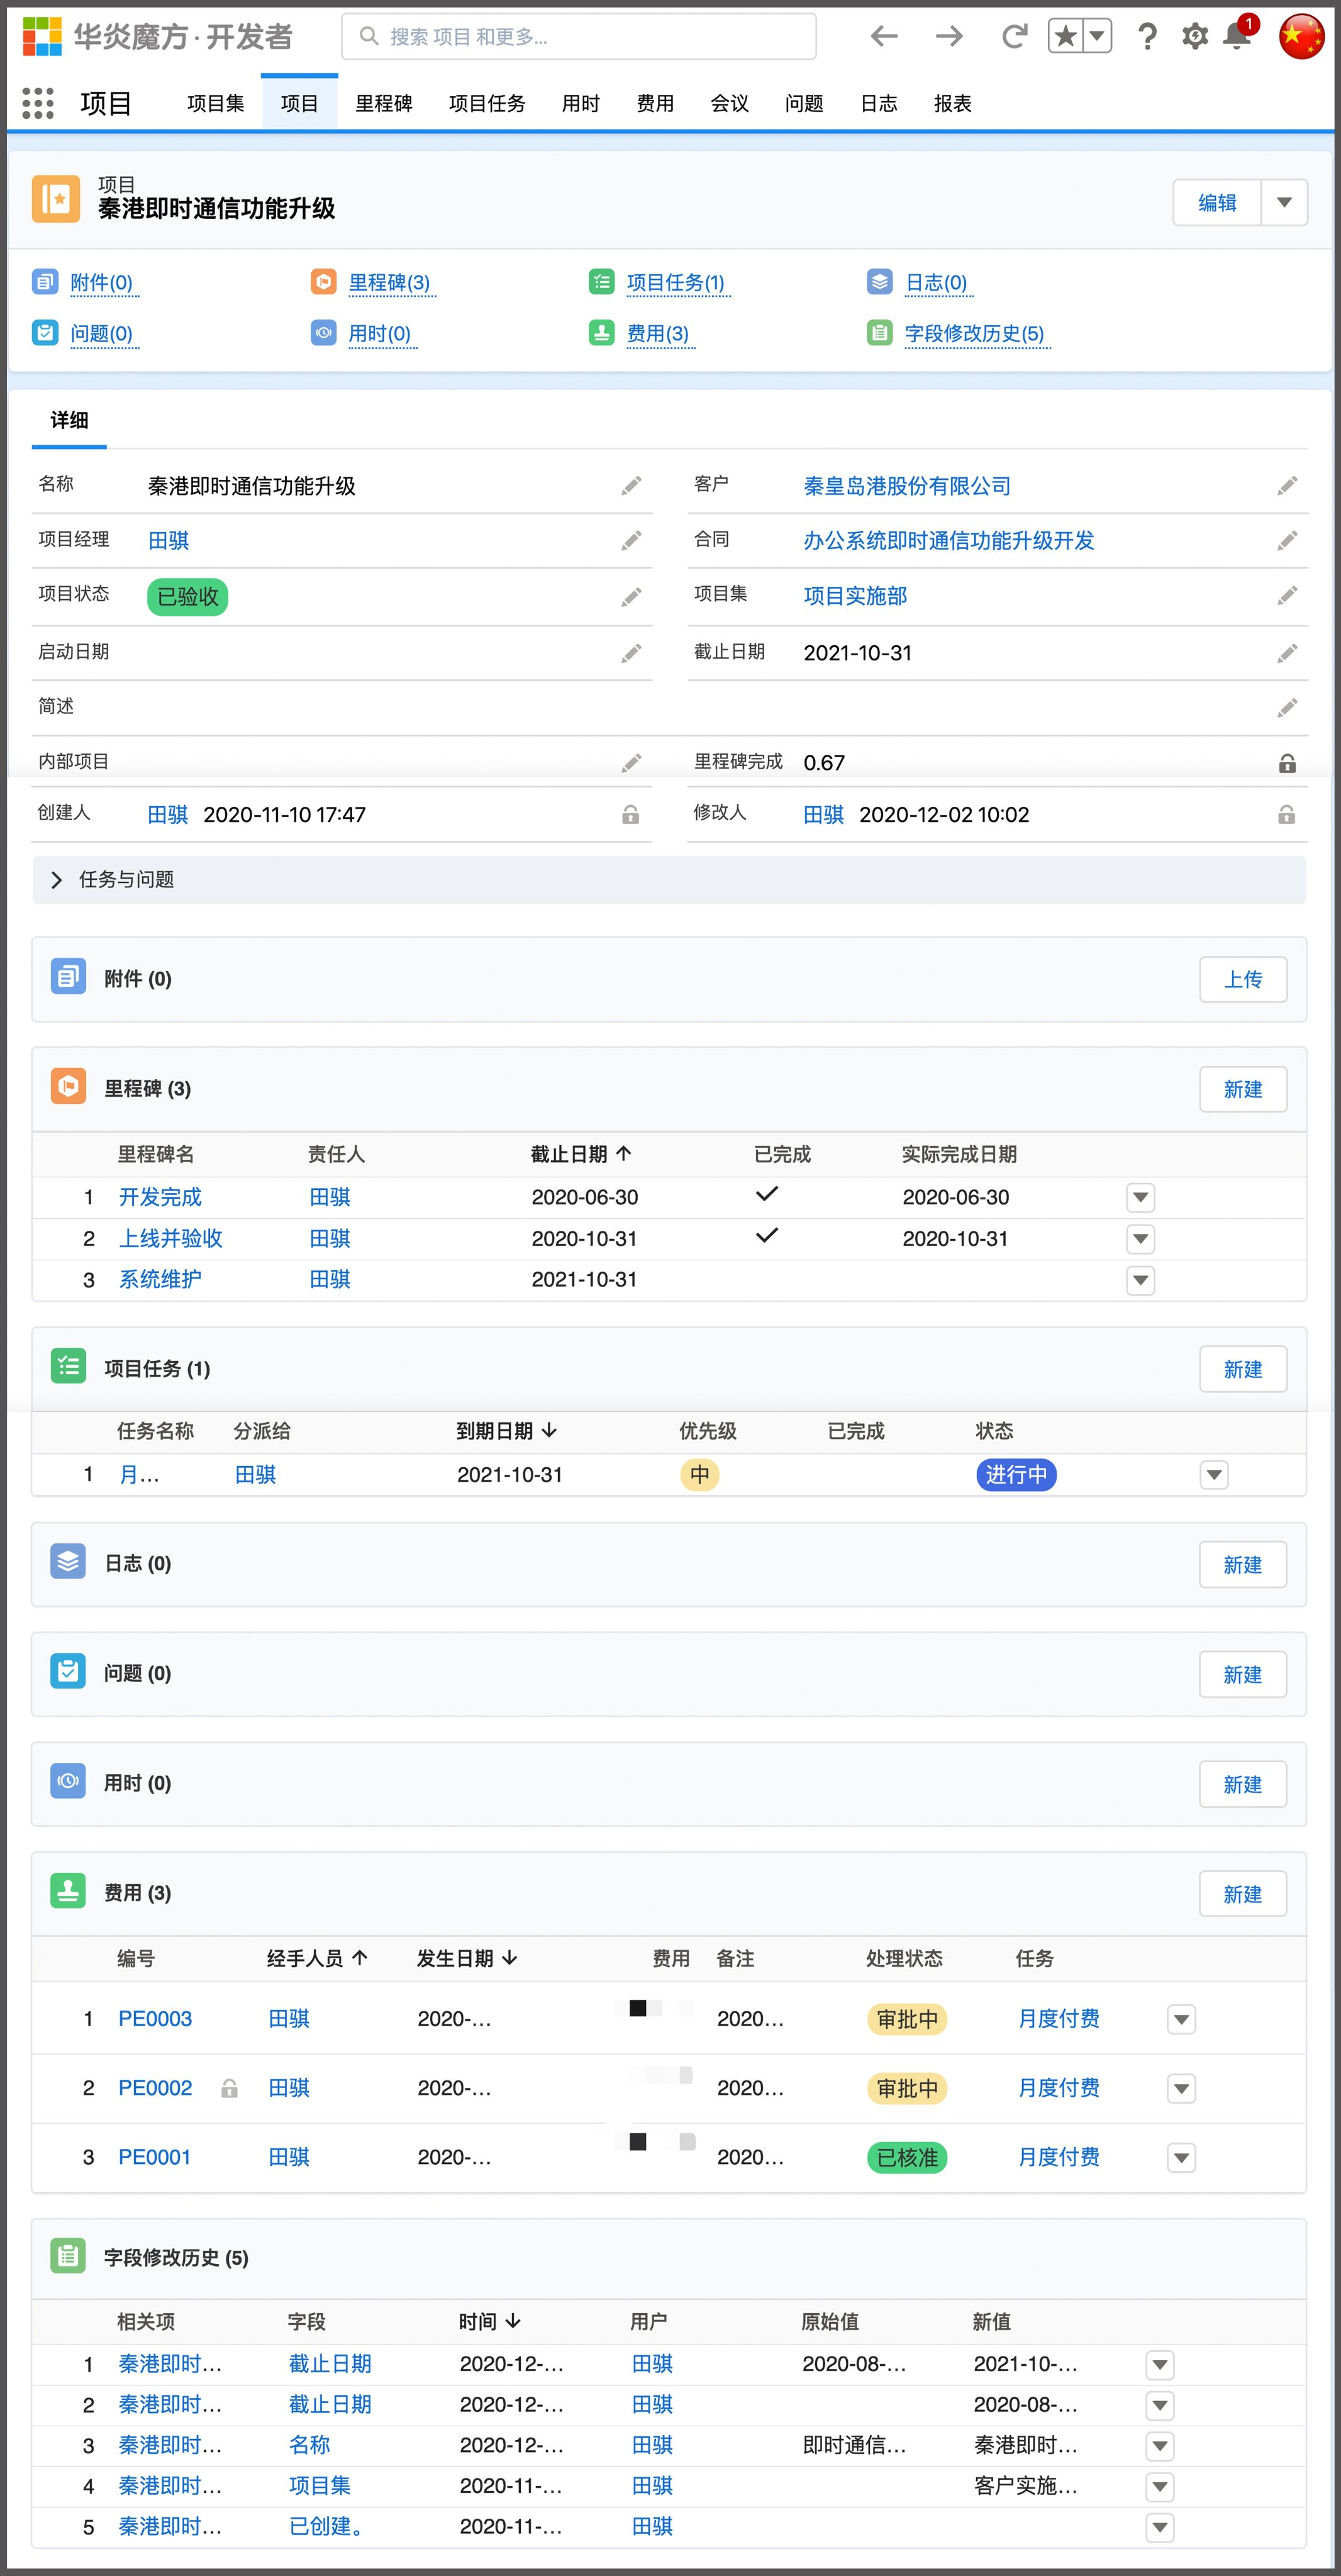 华炎魔方·开发者 搜索 项目 和更多... 1
项目 项目集 项目 里程碑 项目任务 用时 费用 会议 问题 日志 报表
项目
秦港即时通信功能升级 编辑
附件(0) 里程碑(3) 项目任务(1) 日志(0)
问题(0) 用时(0) 费用(3) 字段修改历史(5)
详细
名称 秦港即时通信功能升级 客户 秦皇岛港股份有限公司
项目经理 田骐 合同 办公系统即时通信功能升级开发
项目状态 已验收 项目集 项目实施部
启动日期 截止日期 2021-10-31
简述
内部项目 里程碑完成 0.67
创建人 田骐 2020-11-10 17:47 修改人 田骐 2020-12-02 10:02
任务与问题
附件 (0) 上传
里程碑 (3) 新建
里程碑名 责任人 截止日期 已完成 实际完成日期
1 开发完成 田骐 2020-06-30 2020-06-30
2 上线并验收 田骐 2020-10-31 2020-10-31
3 系统维护 田骐 2021-10-31
项目任务 (1) 新建
任务名称 分派给 到期日期 优先级 已完成 状态
1 月... 田骐 2021-10-31 中 进行中
日志 (0) 新建
问题 (0) 新建
用时 (0) 新建
费用 (3) 新建
编号 经手人员 发生日期 费用 备注 处理状态 任务
1 PE0003 田骐 2020-... 2020... 审批中 月度付费
2 PE0002 田骐 2020-... 2020... 审批中 月度付费
3 PE0001 田骐 2020-... 2020... 已核准 月度付费
字段修改历史 (5)
相关项 字段 时间 用户 原始值 新值
1 秦港即时... 截止日期 2020-12-... 田骐 2020-08-... 2021-10-...
2 秦港即时... 截止日期 2020-12-... 田骐 2020-08-...
3 秦港即时... 名称 2020-12-... 田骐 即时通信... 秦港即时...
4 秦港即时... 项目集 2020-11-... 田骐 客户实施...
5 秦港即时... 已创建。 2020-11-... 田骐